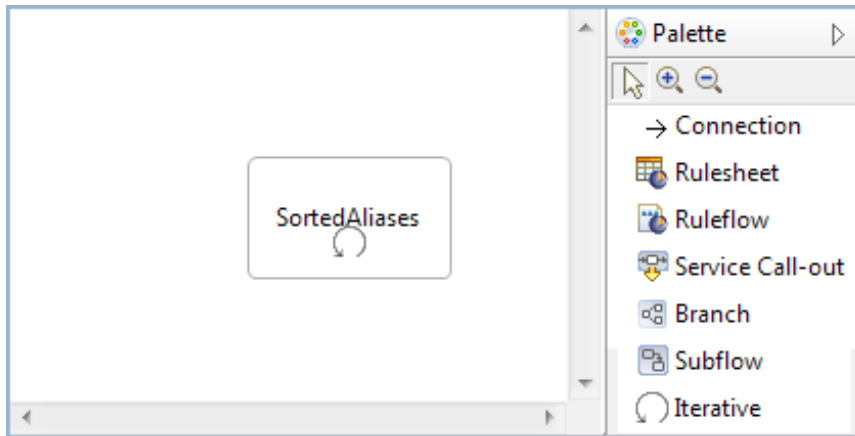 SortedAliases
Palette
Connection
Rulesheet
Ruleflow
Service Call-out
Branch
Subflow
Iterative